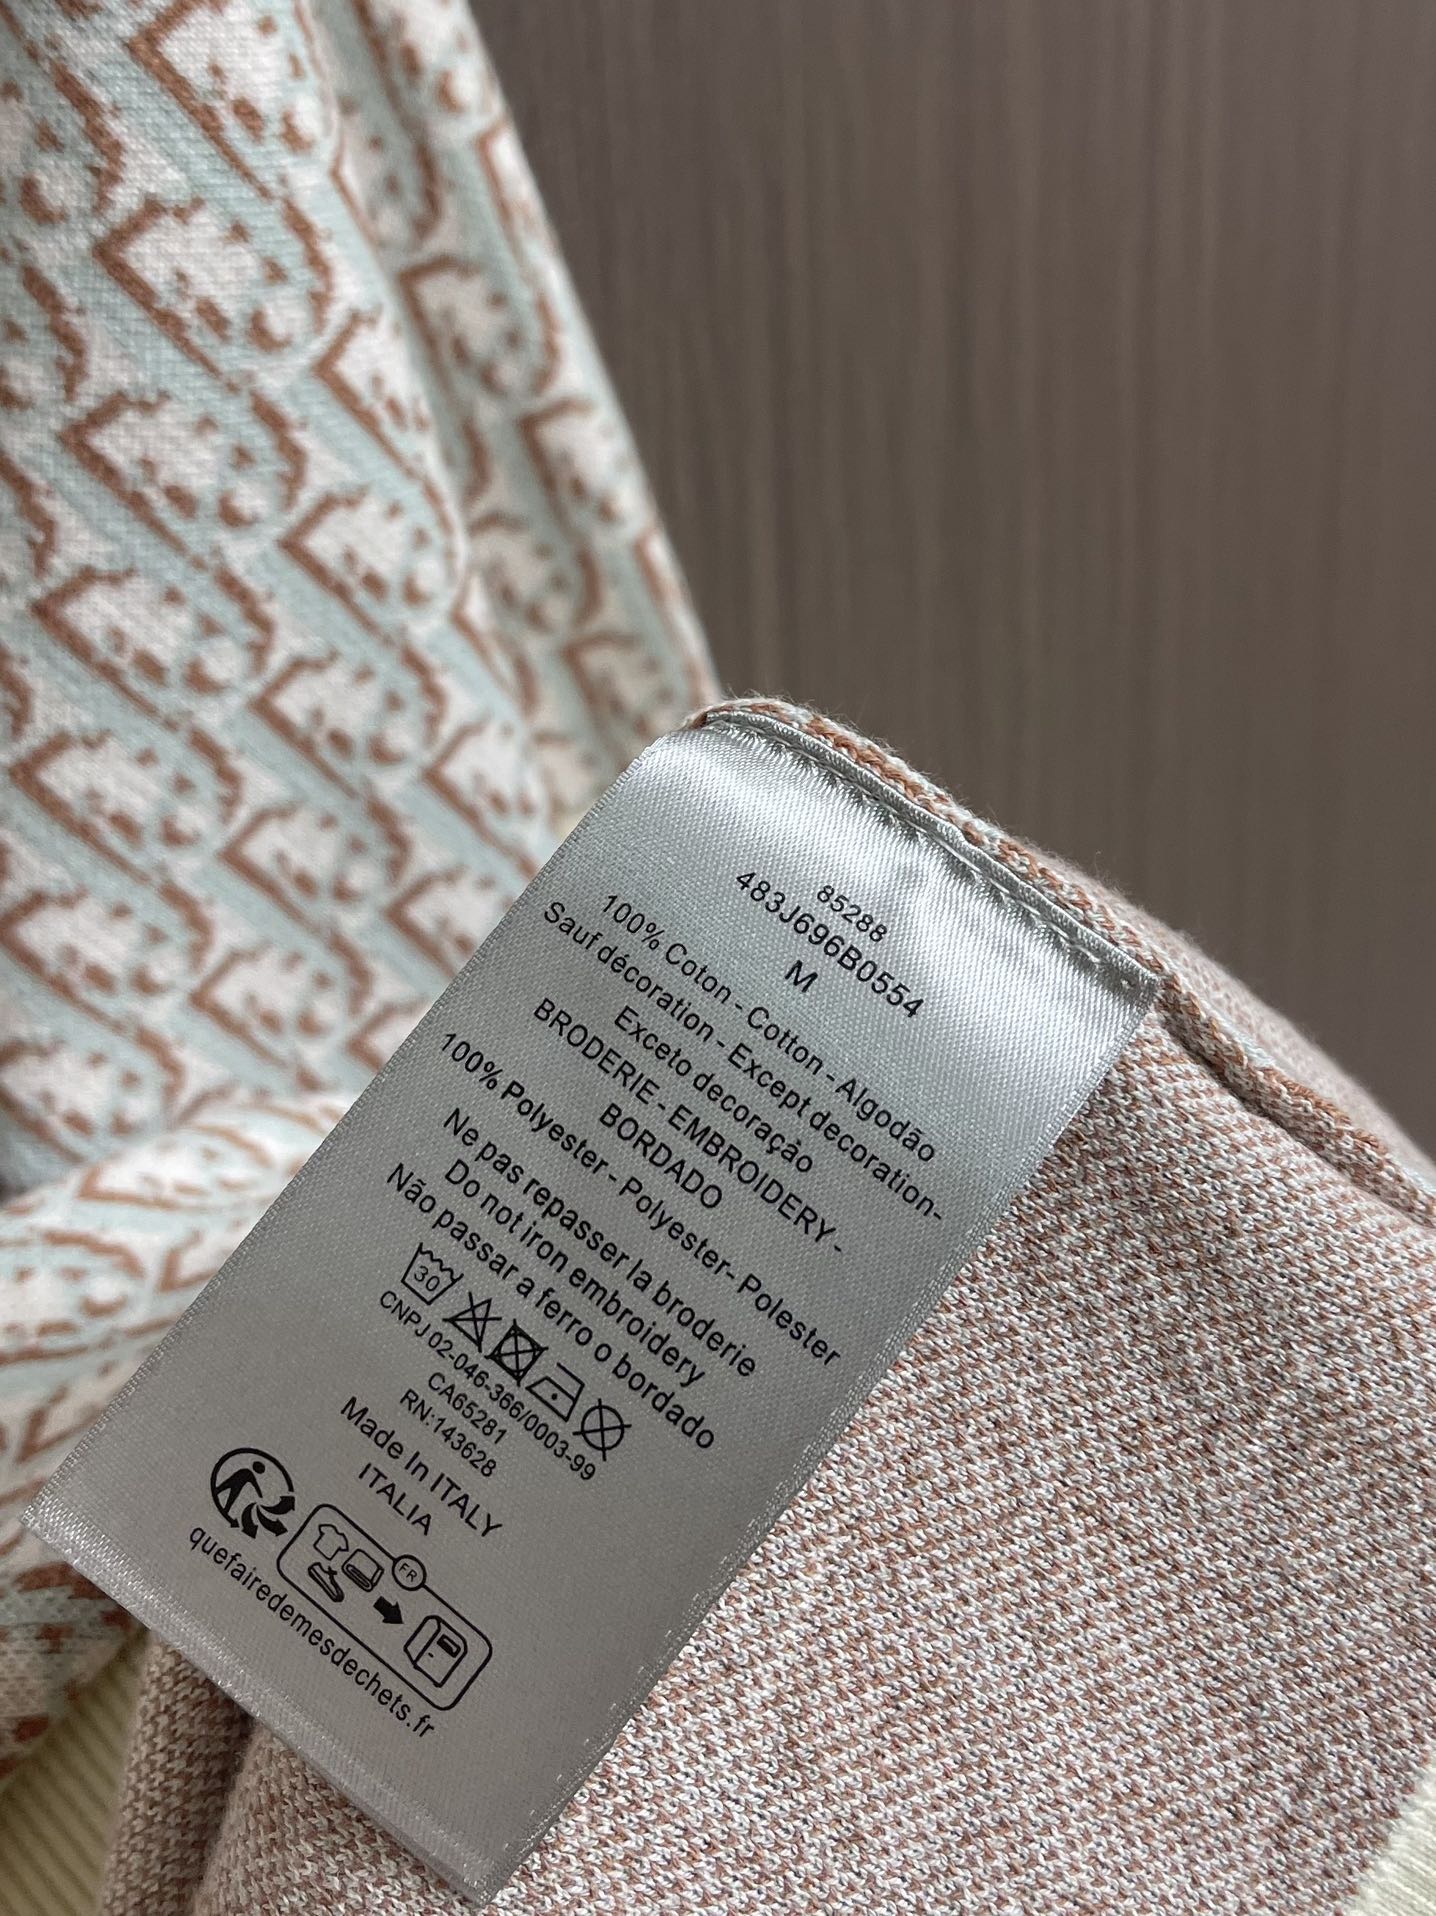 85288
483J696B0554
M
100% Coton - Cotton - Algodão
Sauf décoration - Except decoration-
Exceto decoração
BRODERIE - EMBROIDERY -
BORDADO
100% Polyester - Polyester- Polester
Ne pas repasser la broderie
Do not iron embroidery
Não passar a ferro o bordado
30
CNPJ 02-046-366/0003-99
CA65281
RN:143628
Made In ITALY
ITALIA
FR
quefairedemesdechets.fr